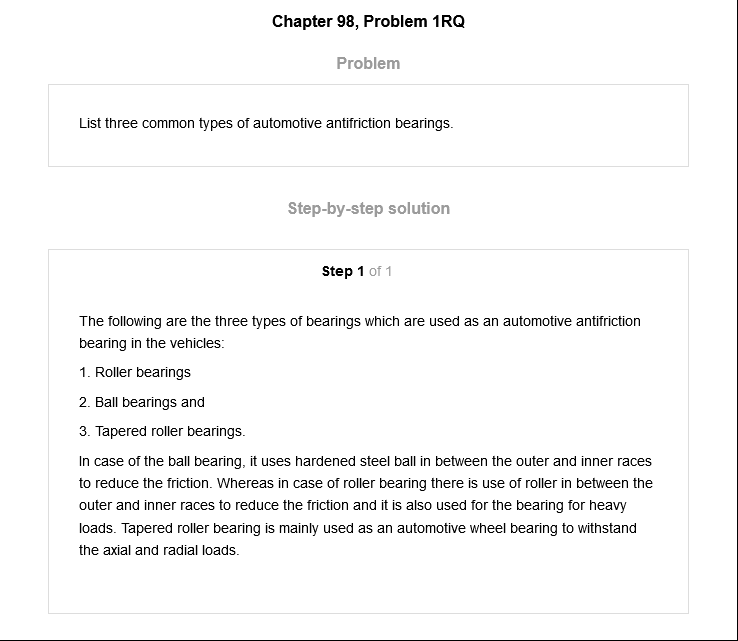 Chapter 98, Problem 1RQ
Problem
List three common types of automotive antifriction bearings.
Step-by-step solution
Step 1 of 1
The following are the three types of bearings which are used as an automotive antifriction
bearing in the vehicles:
1. Roller bearings
2. Ball bearings and
3. Tapered roller bearings.
In case of the ball bearing, it uses hardened steel ball in between the outer and inner races
to reduce the friction. Whereas in case of roller bearing there is use of roller in between the
outer and inner races to reduce the friction and it is also used for the bearing for heavy
loads. Tapered roller bearing is mainly used as an automotive wheel bearing to withstand
the axial and radial loads.